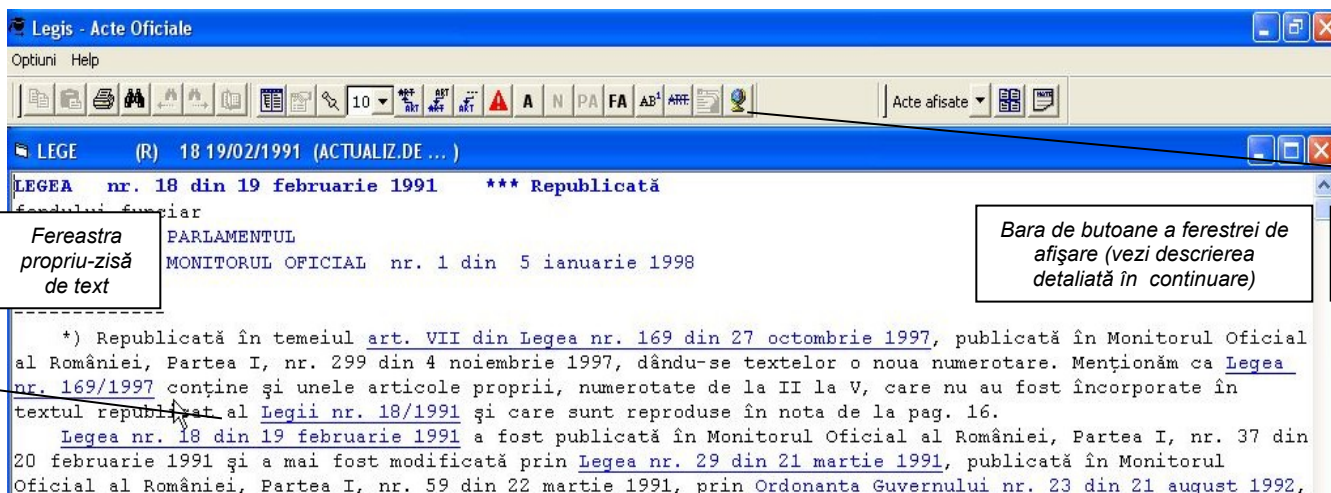 Legis - Acte Oficiale
Optiuni Help
10 ART ART ART ART ART A A N PA FA AB¹ ART Acte afisate
LEGE (R) 18 19/02/1991 (ACTUALIZ.DE ... )
LEGEA nr. 18 din 19 februarie 1991 *** Republicată
fondului funciar
PARLAMENTUL
MONITORUL OFICIAL nr. 1 din 5 ianuarie 1998
Fereastra
propriu-zisă
de text
Bara de butoane a ferestrei de
afişare (vezi descrierea
detaliată în continuare)
-------------
*) Republicată în temeiul art. VII din Legea nr. 169 din 27 octombrie 1997, publicată în Monitorul Oficial
al României, Partea I, nr. 299 din 4 noiembrie 1997, dându-se textelor o noua numerotare. Menţionăm ca Legea
nr. 169/1997 conţine şi unele articole proprii, numerotate de la II la V, care nu au fost încorporate în
textul republicat al Legii nr. 18/1991 şi care sunt reproduse în nota de la pag. 16.
Legea nr. 18 din 19 februarie 1991 a fost publicată în Monitorul Oficial al României, Partea I, nr. 37 din
20 februarie 1991 şi a mai fost modificată prin Legea nr. 29 din 21 martie 1991, publicată în Monitorul
Oficial al României, Partea I, nr. 59 din 22 martie 1991, prin Ordonanta Guvernului nr. 23 din 21 august 1992,